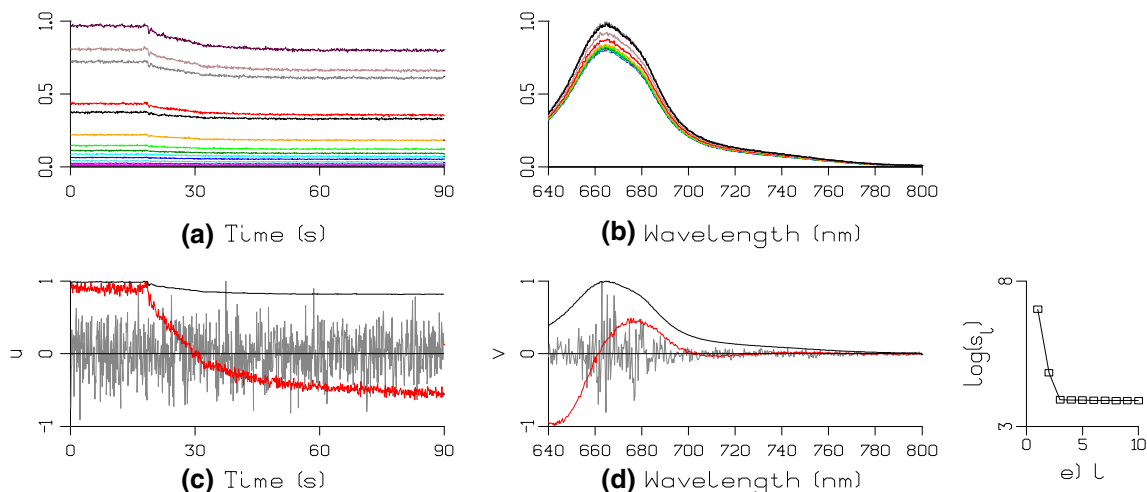 1.0
0.5
0.0
0 30 60 90
(a) Time (s)
1.0
0.5
0.0
640 660 680 700 720 740 760 780 800
(b) Wavelength (nm)
u
1
0
-1
0 30 60 90
(c) Time (s)
v
1
0
-1
640 660 680 700 720 740 760 780 800
(d) Wavelength (nm)
log(sl)
8
3
0 5 10
e) l